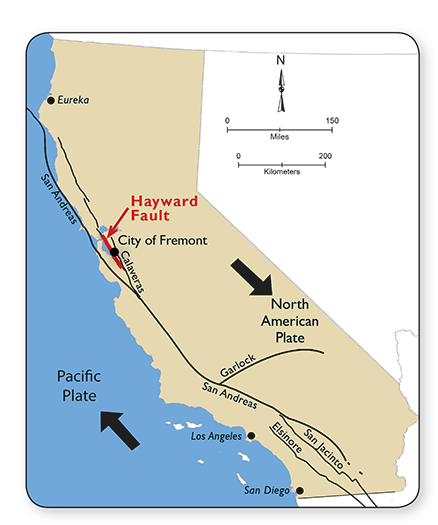 N
0 150
Miles
0 200
Kilometers
Eureka
San Andreas
Hayward
Fault
City of Fremont
Calaveras
North
American
Plate
Pacific
Plate
Garlock
San Andreas
Los Angeles
Elsinore
San Jacinto
San Diego